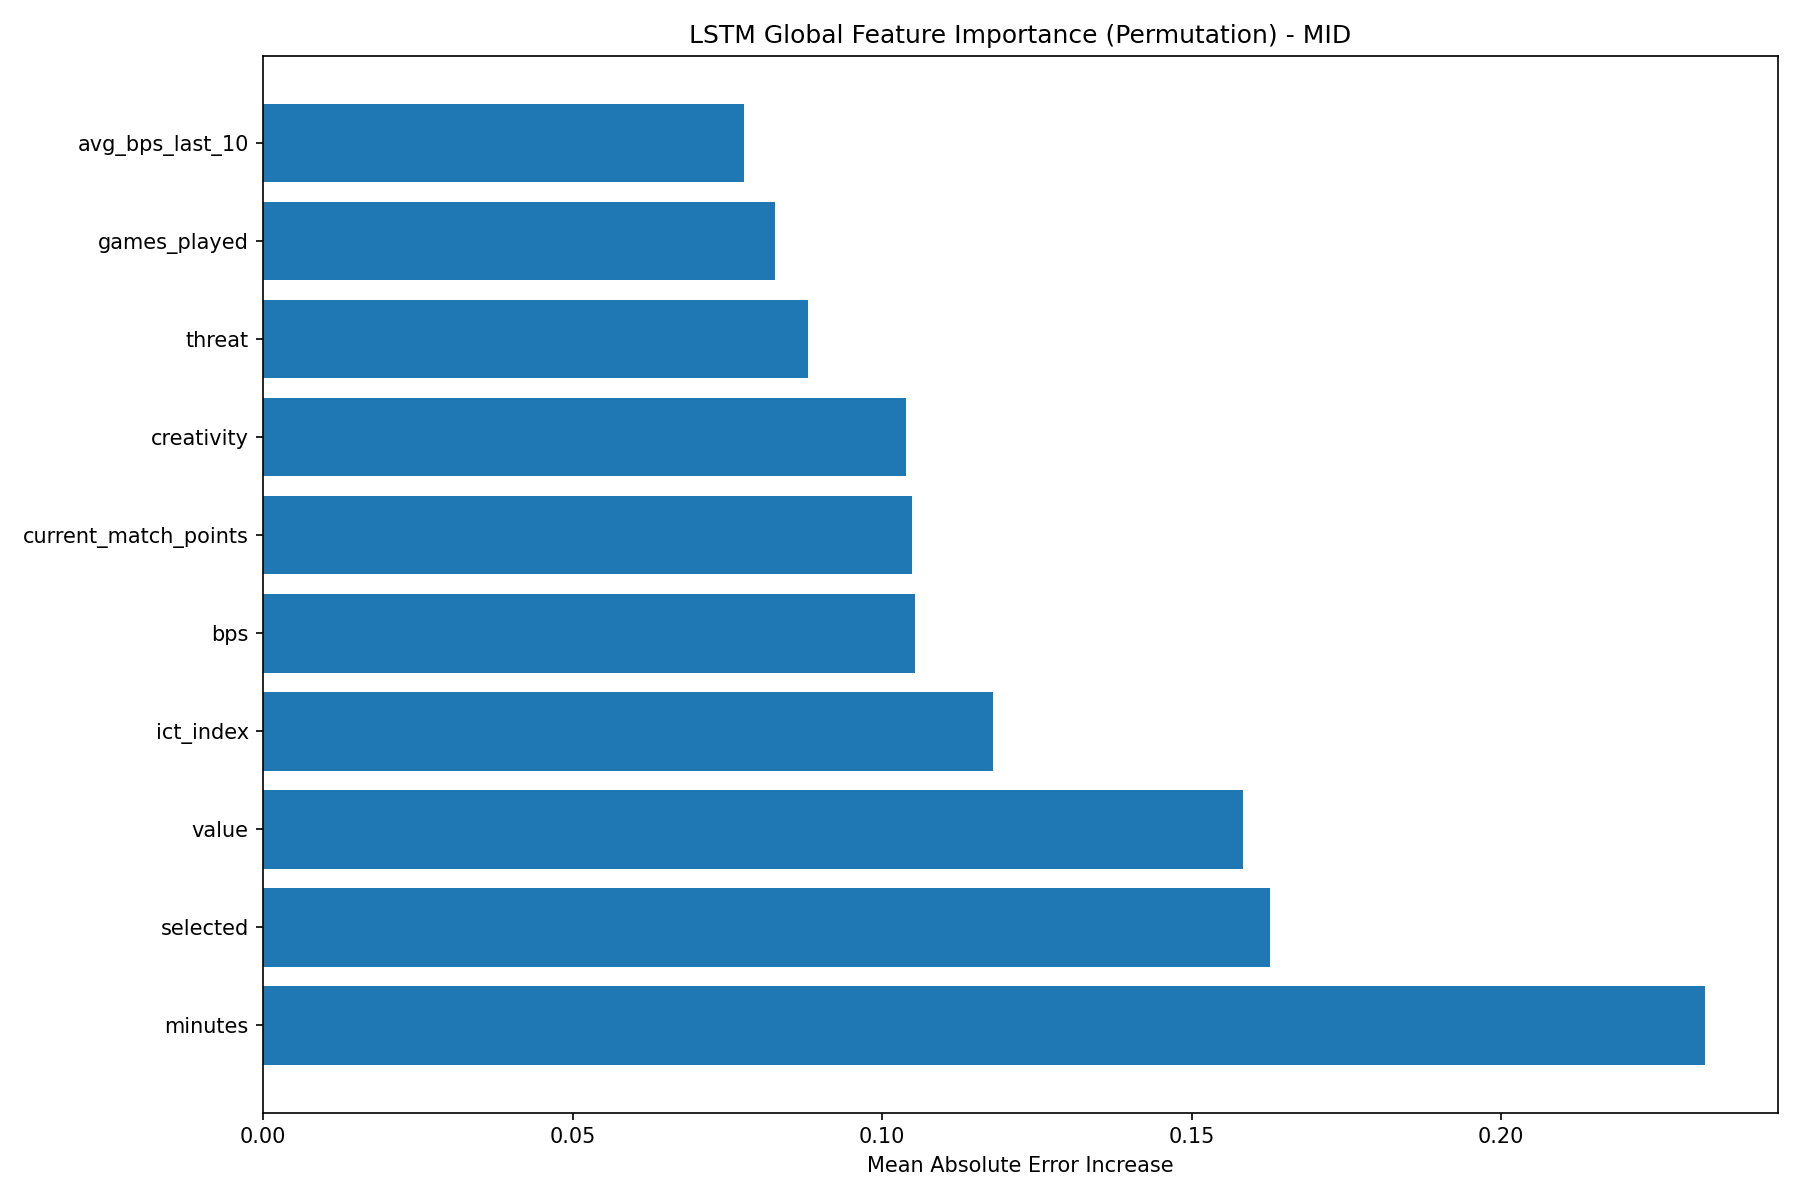 LSTM Global Feature Importance (Permutation) - MID
avg_bps_last_10
games_played
threat
creativity
current_match_points
bps
ict_index
value
selected
minutes
0.00 0.05 0.10 0.15 0.20
Mean Absolute Error Increase